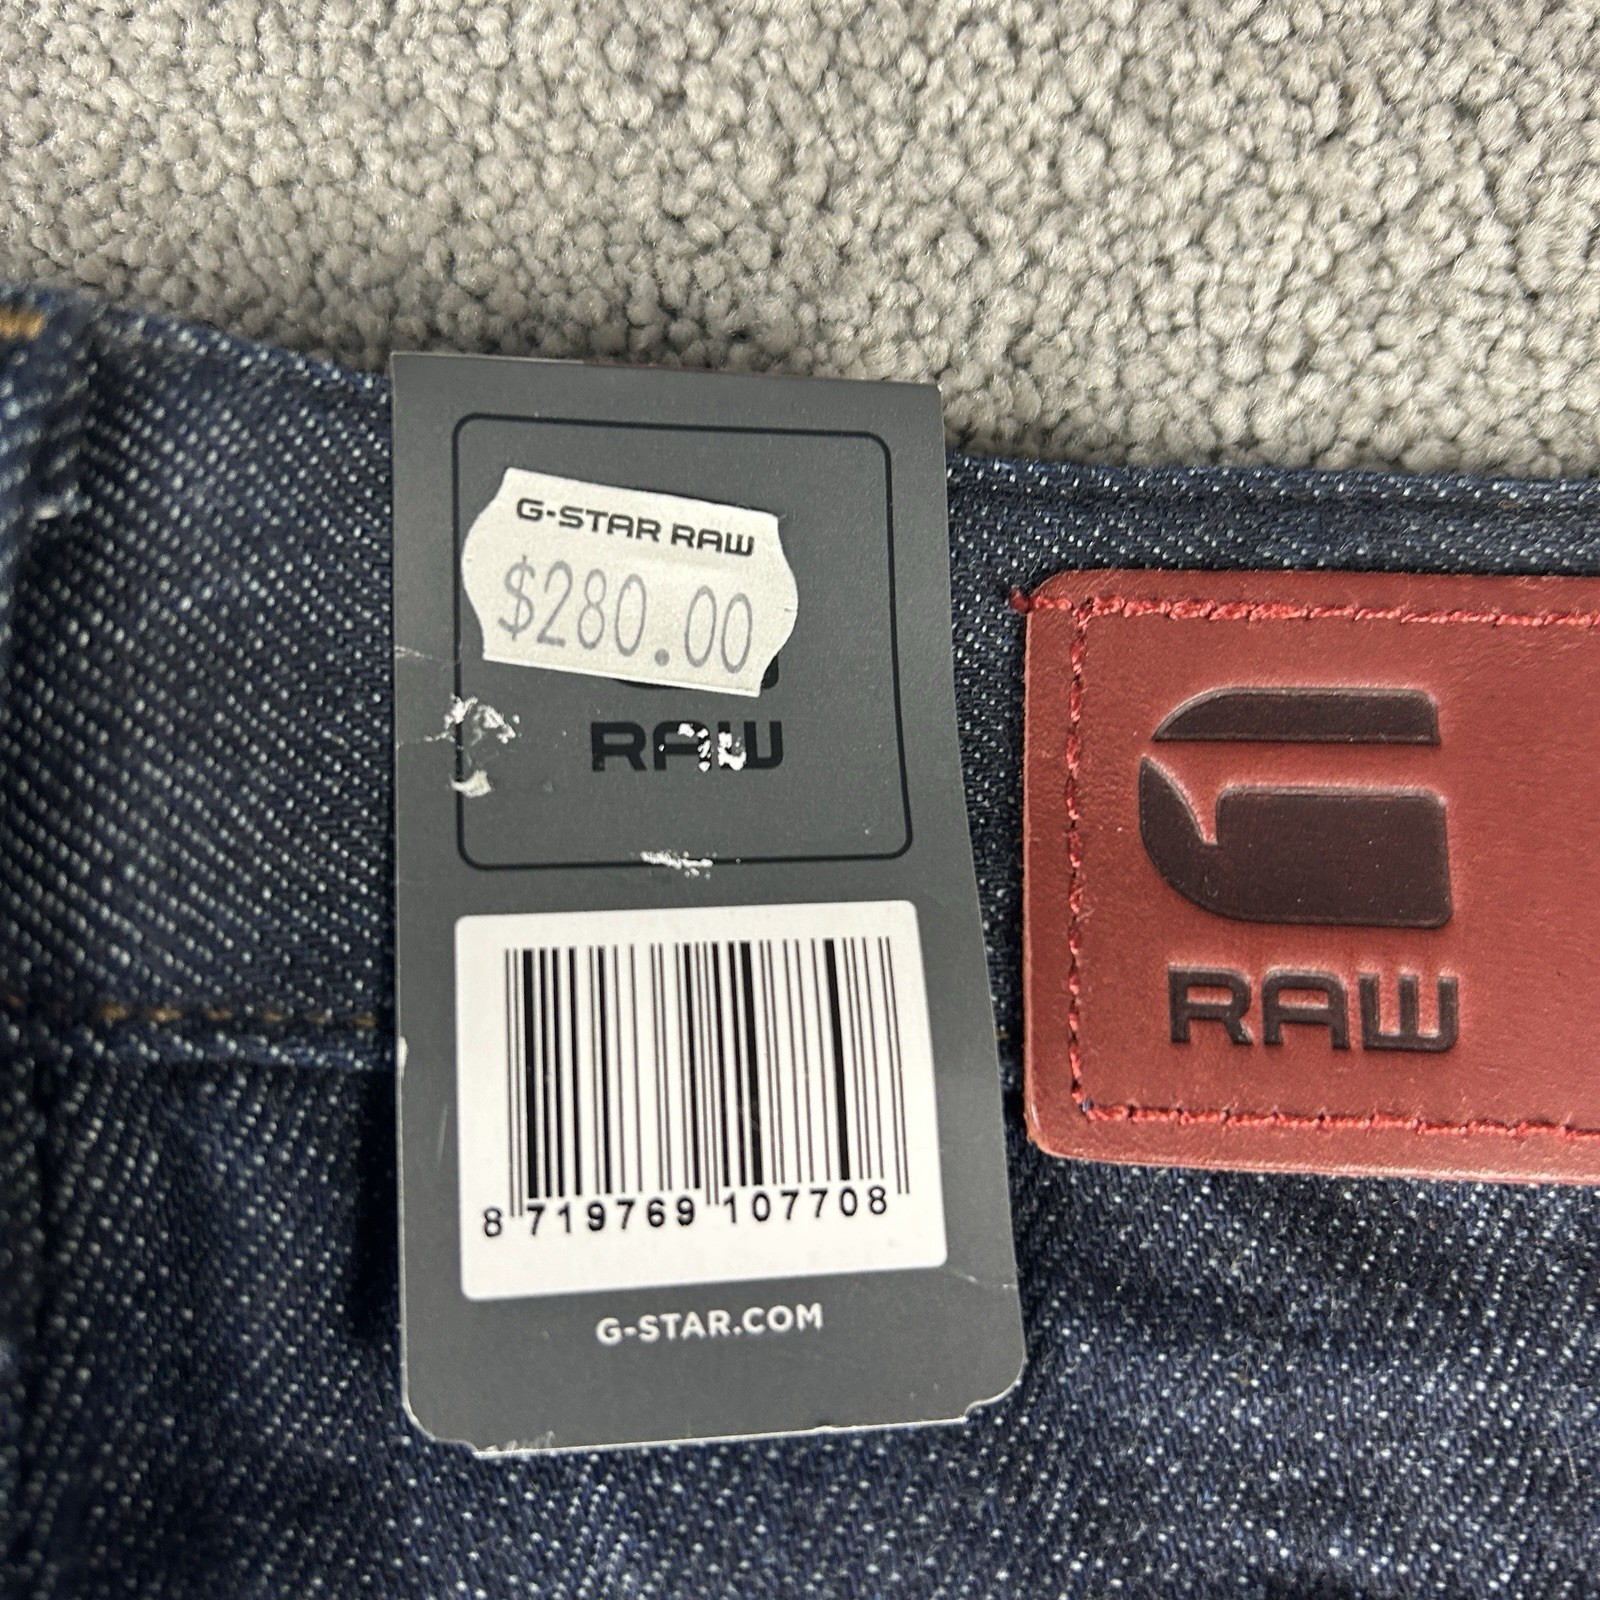 G-STAR RAW
$280.00
RAW
8 719769 107708
G-STAR.COM
RAW